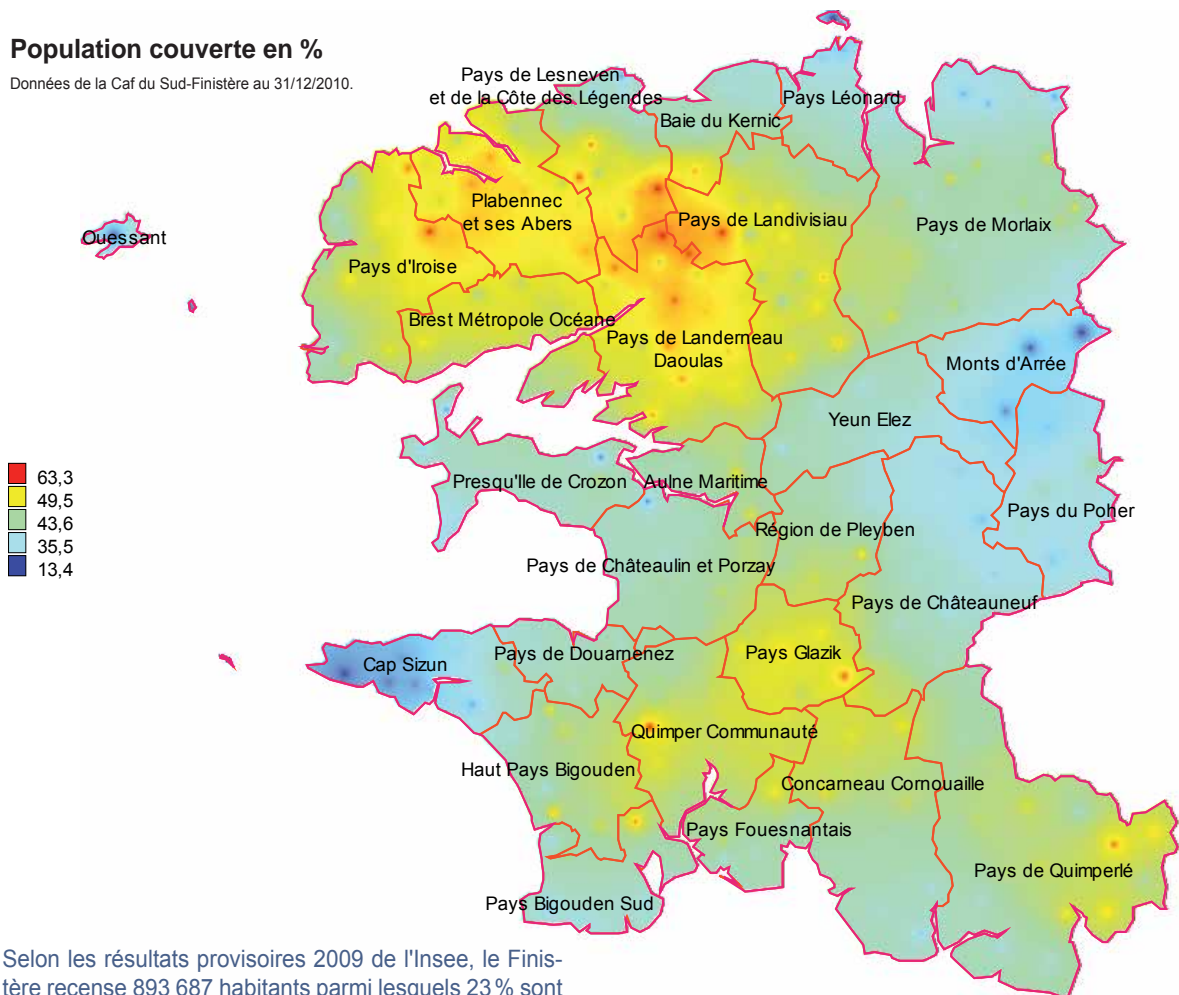 Population couverte en %
Données de la Caf du Sud-Finistère au 31/12/2010.
Pays de Lesneven
et de la Côte des Légendes
Pays Léonard
Baie du Kernic
Plabennec
et ses Abers
Pays de Landivisiau
Pays de Morlaix
Ouessant
Pays d'Iroise
Brest Métropole Océane
Pays de Landerneau
Daoulas
Monts d'Arrée
Yeun Elez
63,3
49,5
43,6
35,5
13,4
Presqu'Ile de Crozon
Aulne Maritime
Pays du Poher
Région de Pleyben
Pays de Châteaulin et Porzay
Pays de Châteauneuf
Cap Sizun
Pays de Douarnenez
Pays Glazik
Quimper Communauté
Haut Pays Bigouden
Concarneau Cornouaille
Pays Fouesnantais
Pays de Quimperlé
Pays Bigouden Sud
Selon les résultats provisoires 2009 de l'Insee, le Finis-
tère recense 893 687 habitants parmi lesquels 23 % sont